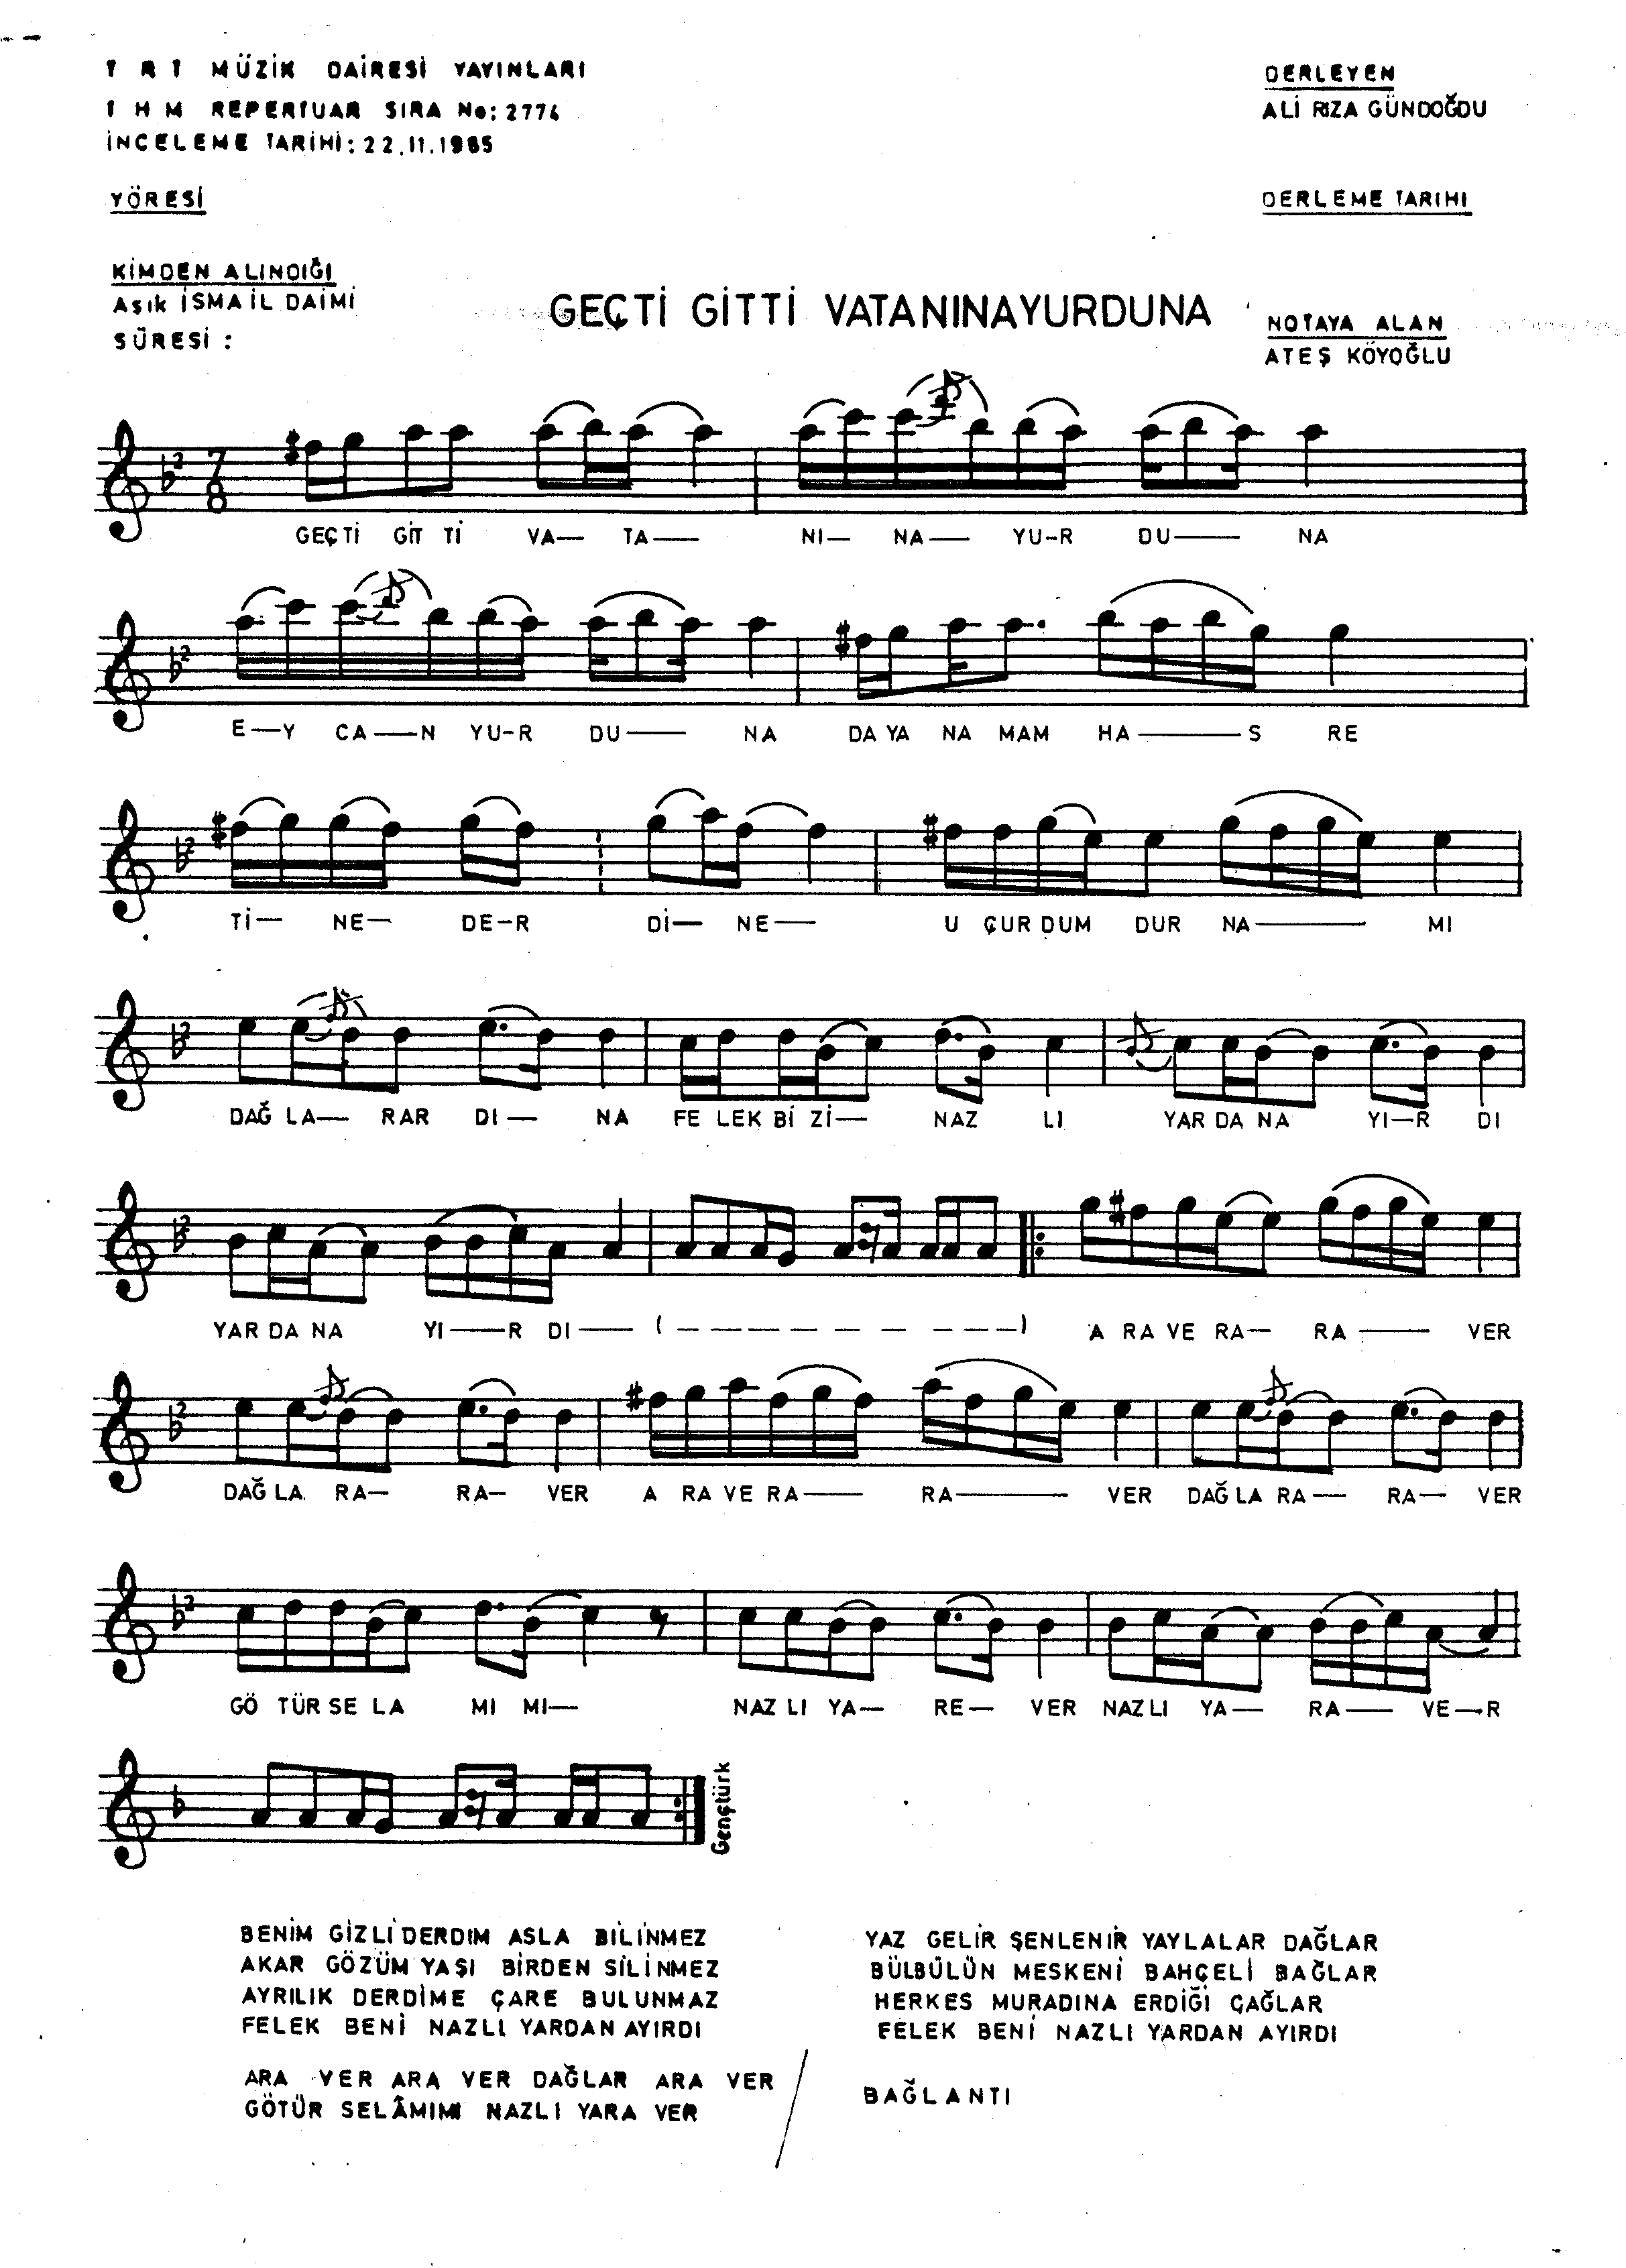 TRT MÜZİK DAİRESİ YAYINLARI
THM REPERTUAR SIRA No: 2774
İNCELEME TARİHİ: 22.11.1985
DERLEYEN
ALİ RIZA GÜNDOĞDU
YÖRESİ
DERLEME TARIHI
KİMDEN ALINDIĞI
Aşık İSMAİL DAİMİ
SÜRESİ :
GEÇTİ GİTTİ VATANINAYURDUNA
NOTAYA ALAN
ATEŞ KÖYOĞLU
7/8
GEÇ Tİ GİT Tİ VA— TA— NI— NA— YU-R DU— NA
E—Y CA—N YU-R DU— NA DA YA NA MAM HA—S RE
Tİ— NE— DE-R Dİ— NE— U ÇUR DUM DUR NA— MI
DAĞ LA— RAR DI— NA FE LEK Bİ Zİ— NAZ LI YAR DA NA YI—R DI
YAR DA NA YI—R DI— ( — — — — — — — — ) A RA VE RA— RA— VER
DAĞ LA RA— RA— VER A RA VE RA— RA— VER DAĞ LA RA— RA— VER
GÖ TÜR SE LA MI MI— NAZ LI YA— RE— VER NAZ LI YA— RA— VE—R
Gençtürk
BENİM GİZLİ DERDIM ASLA BİLİNMEZ
AKAR GÖZÜM YAŞI BİRDEN SİLİNMEZ
AYRILIK DERDİME ÇARE BULUNMAZ
FELEK BENİ NAZLI YARDAN AYIRDI
ARA VER ARA VER DAĞLAR ARA VER
GÖTÜR SELÂMIMI NAZLI YARA VER
YAZ GELİR ŞENLENİR YAYLALAR DAĞLAR
BÜLBÜLÜN MESKENİ BAHÇELİ BAĞLAR
HERKES MURADINA ERDİĞİ ÇAĞLAR
FELEK BENİ NAZLI YARDAN AYIRDI
BAĞLANTI